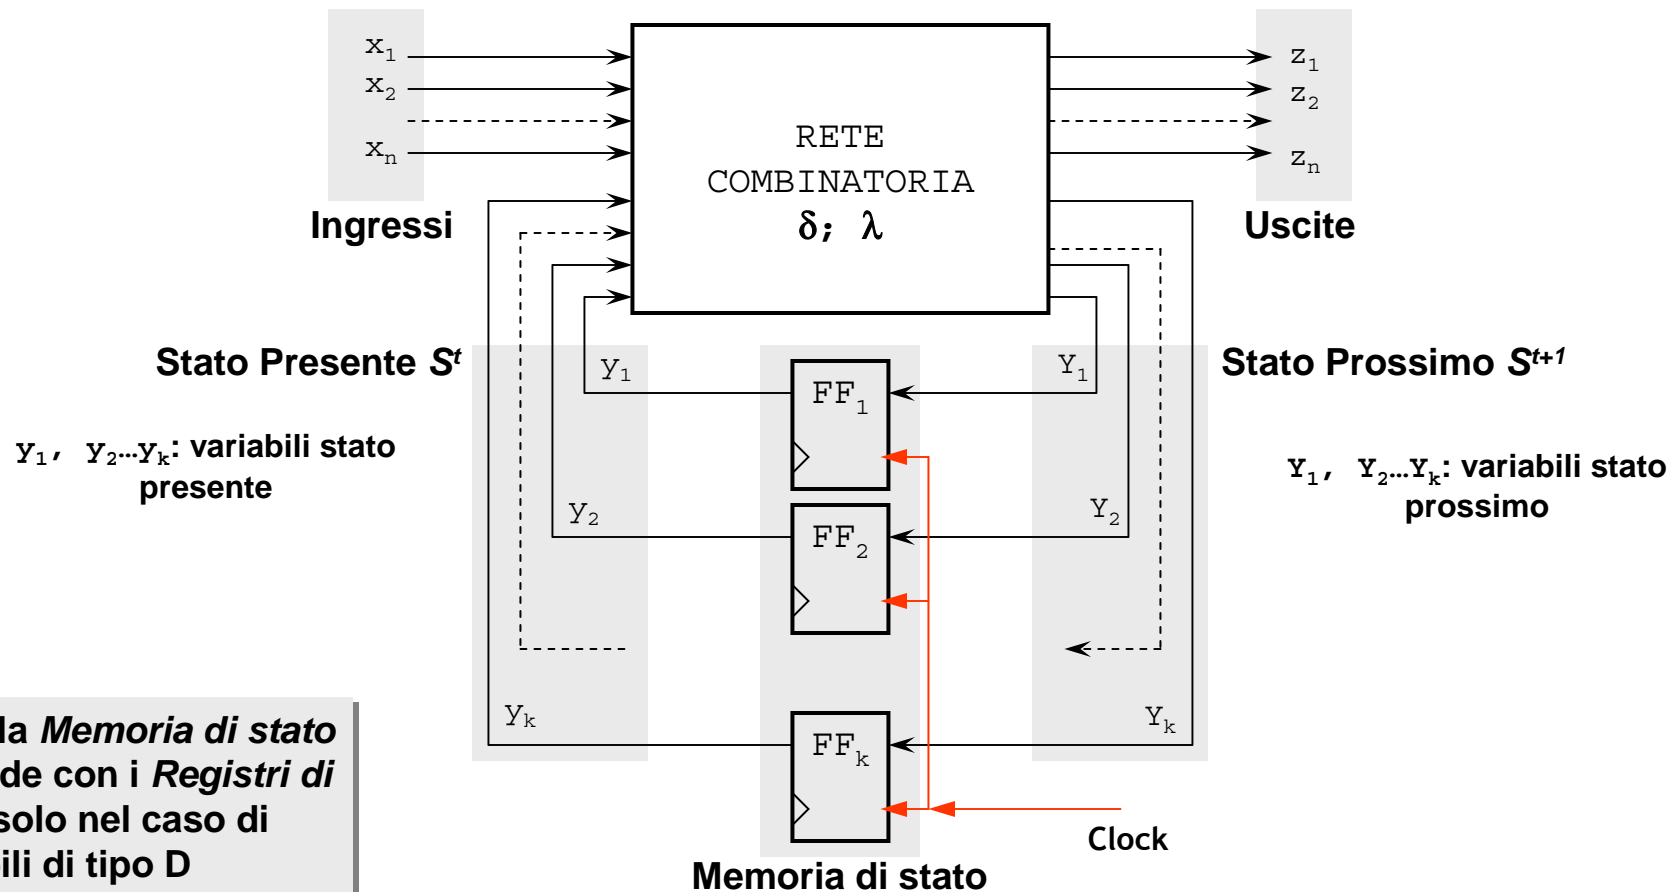 x1
x2
xn
Ingressi
RETE
COMBINATORIA
δ; λ
z1
z2
zn
Uscite
Stato Presente S^t
y1
FF1
Y1
Stato Prossimo S^t+1
y1, y2…yk: variabili stato
presente
Y1, Y2…Yk: variabili stato
prossimo
y2
FF2
Y2
yk
FFk
Yk
Clock
Memoria di stato
la Memoria di stato
de con i Registri di
solo nel caso di
ili di tipo D